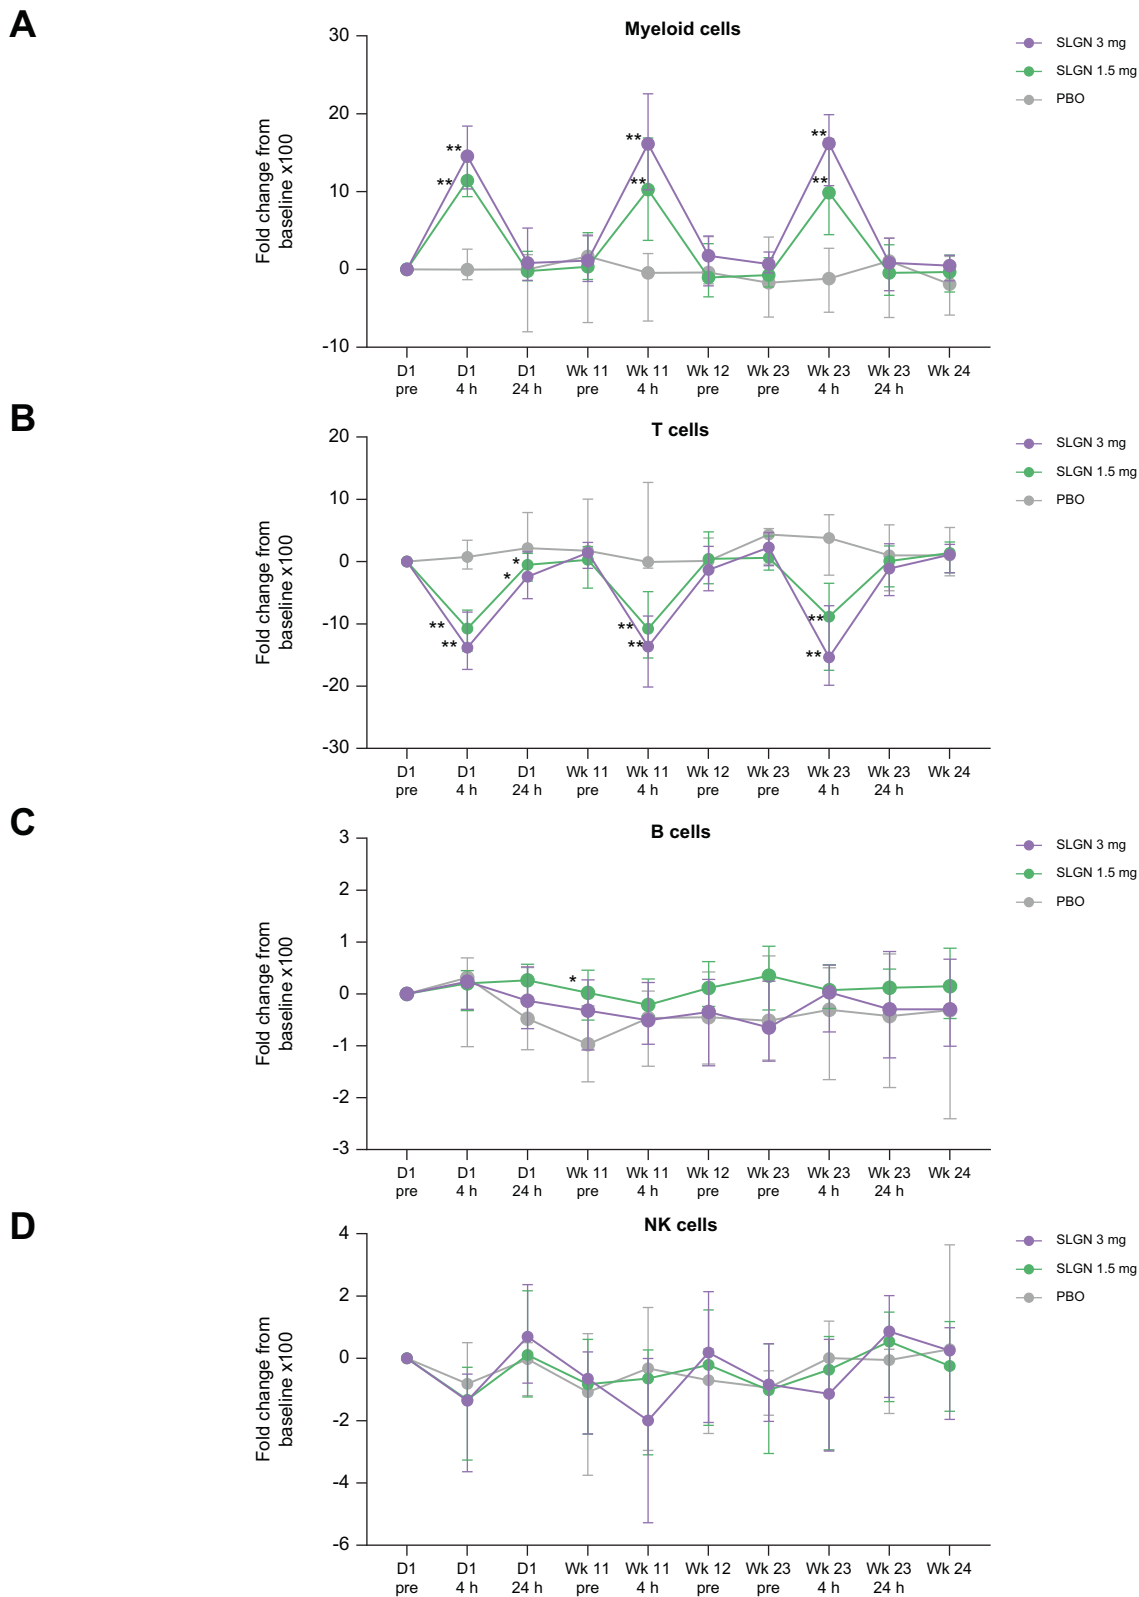 A
Myeloid cells
Fold change from
baseline x100
30
20
10
0
-10
** ** ** ** ** **
D1 D1 D1 Wk 11 Wk 11 Wk 12 Wk 23 Wk 23 Wk 23 Wk 24
pre 4 h 24 h pre 4 h pre pre 4 h 24 h
SLGN 3 mg
SLGN 1.5 mg
PBO
B
T cells
Fold change from
baseline x100
20
10
0
-10
-20
-30
* * ** ** ** ** ** **
D1 D1 D1 Wk 11 Wk 11 Wk 12 Wk 23 Wk 23 Wk 23 Wk 24
pre 4 h 24 h pre 4 h pre pre 4 h 24 h
SLGN 3 mg
SLGN 1.5 mg
PBO
C
B cells
Fold change from
baseline x100
3
2
1
0
-1
-2
-3
*
D1 D1 D1 Wk 11 Wk 11 Wk 12 Wk 23 Wk 23 Wk 23 Wk 24
pre 4 h 24 h pre 4 h pre pre 4 h 24 h
SLGN 3 mg
SLGN 1.5 mg
PBO
D
NK cells
Fold change from
baseline x100
4
2
0
-2
-4
-6
D1 D1 D1 Wk 11 Wk 11 Wk 12 Wk 23 Wk 23 Wk 23 Wk 24
pre 4 h 24 h pre 4 h pre pre 4 h 24 h
SLGN 3 mg
SLGN 1.5 mg
PBO